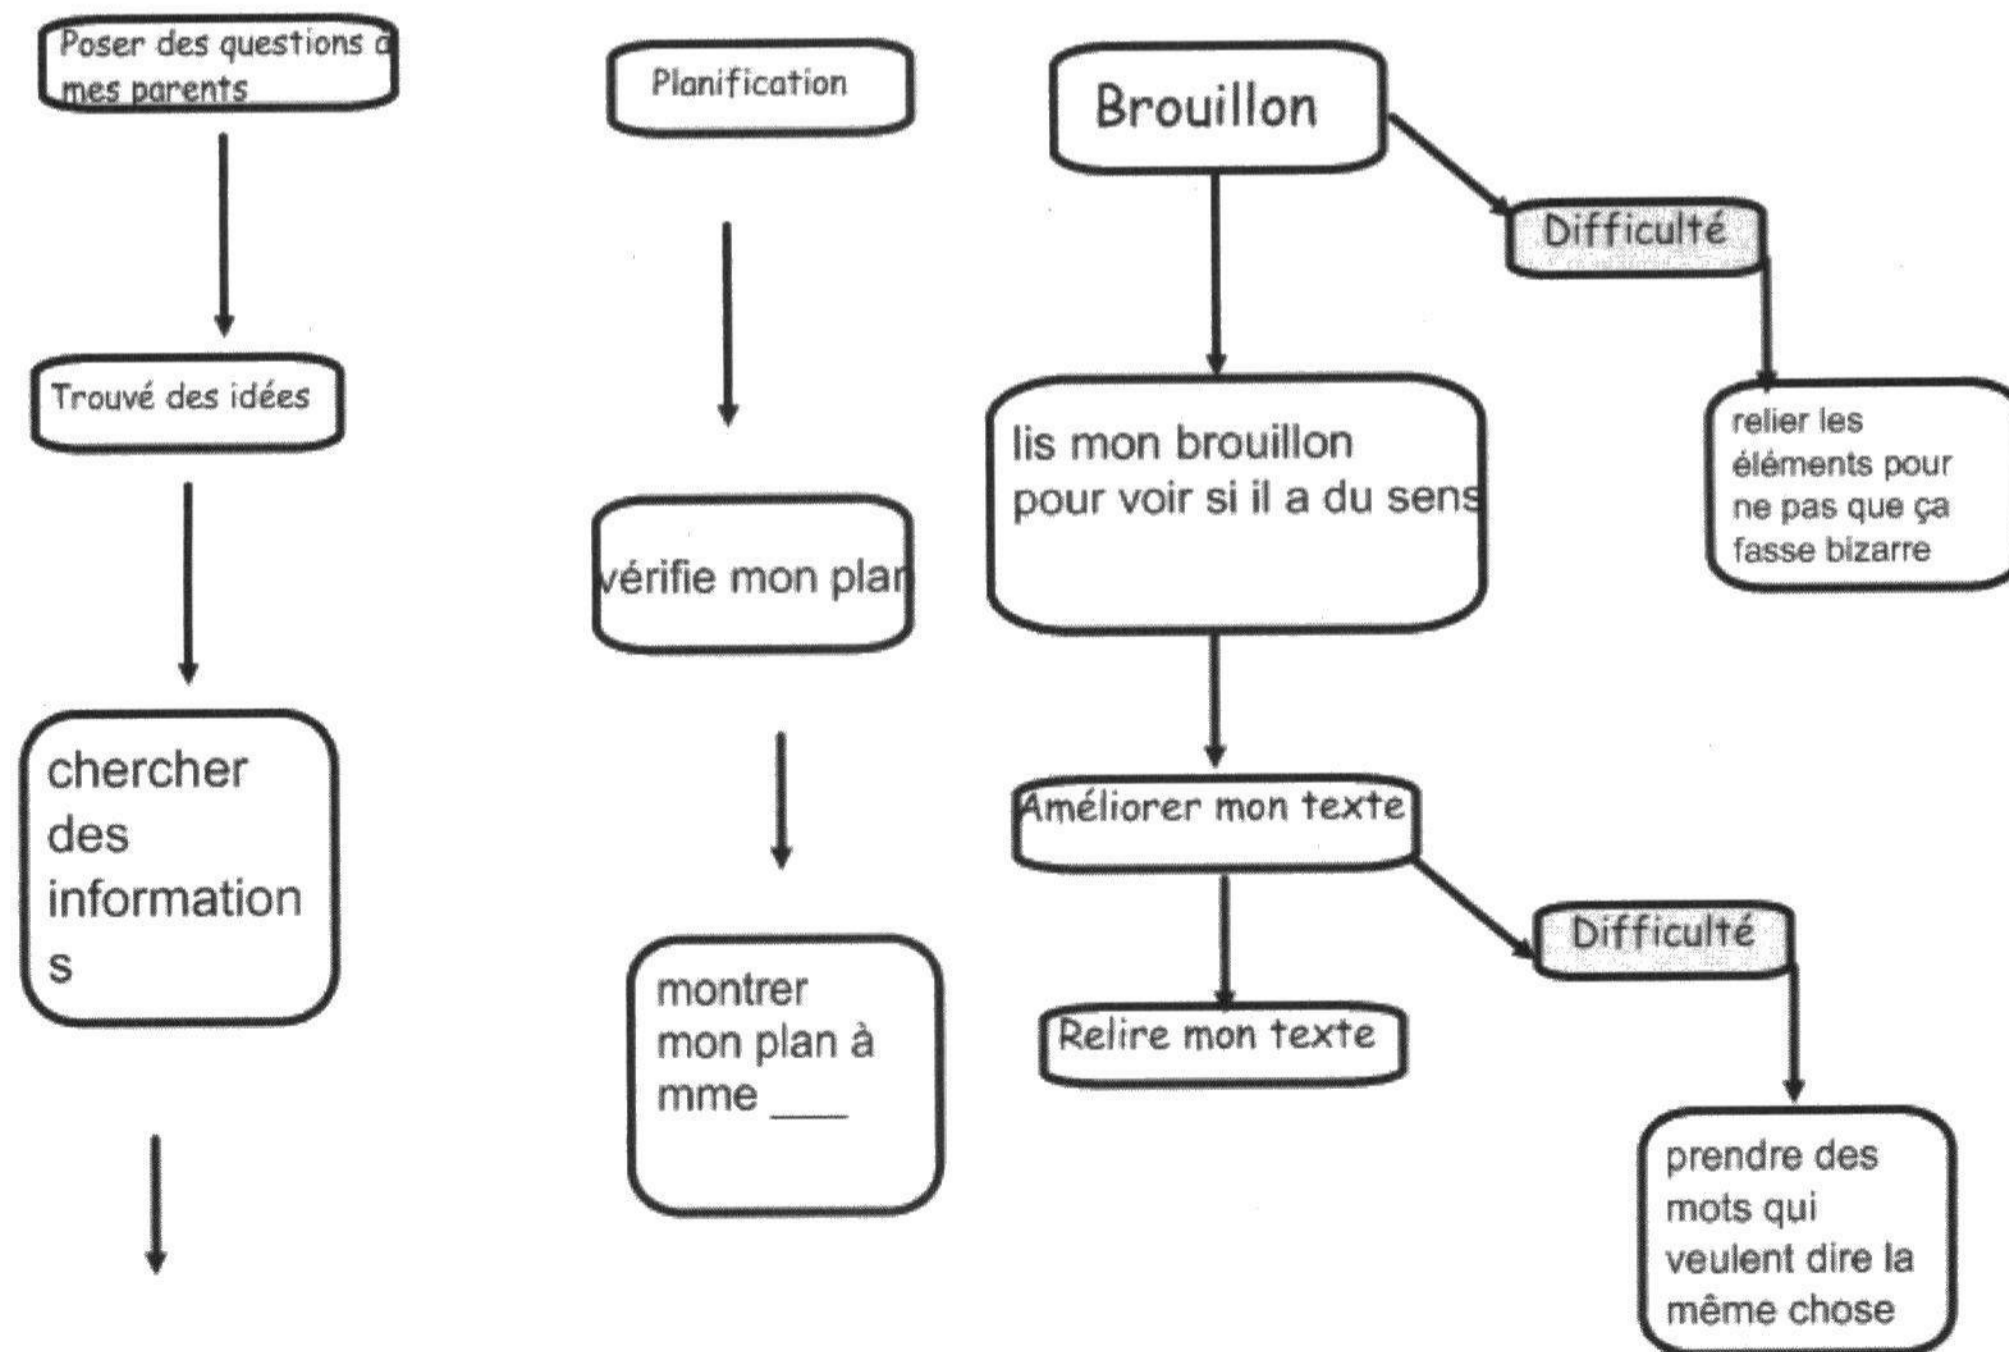 Poser des questions à
mes parents
Trouvé des idées
chercher
des
information
s
Planification
vérifie mon plan
montrer
mon plan à
mme ____
Brouillon
Difficulté
lis mon brouillon
pour voir si il a du sens
relier les
éléments pour
ne pas que ça
fasse bizarre
Améliorer mon texte
Difficulté
Relire mon texte
prendre des
mots qui
veulent dire la
même chose